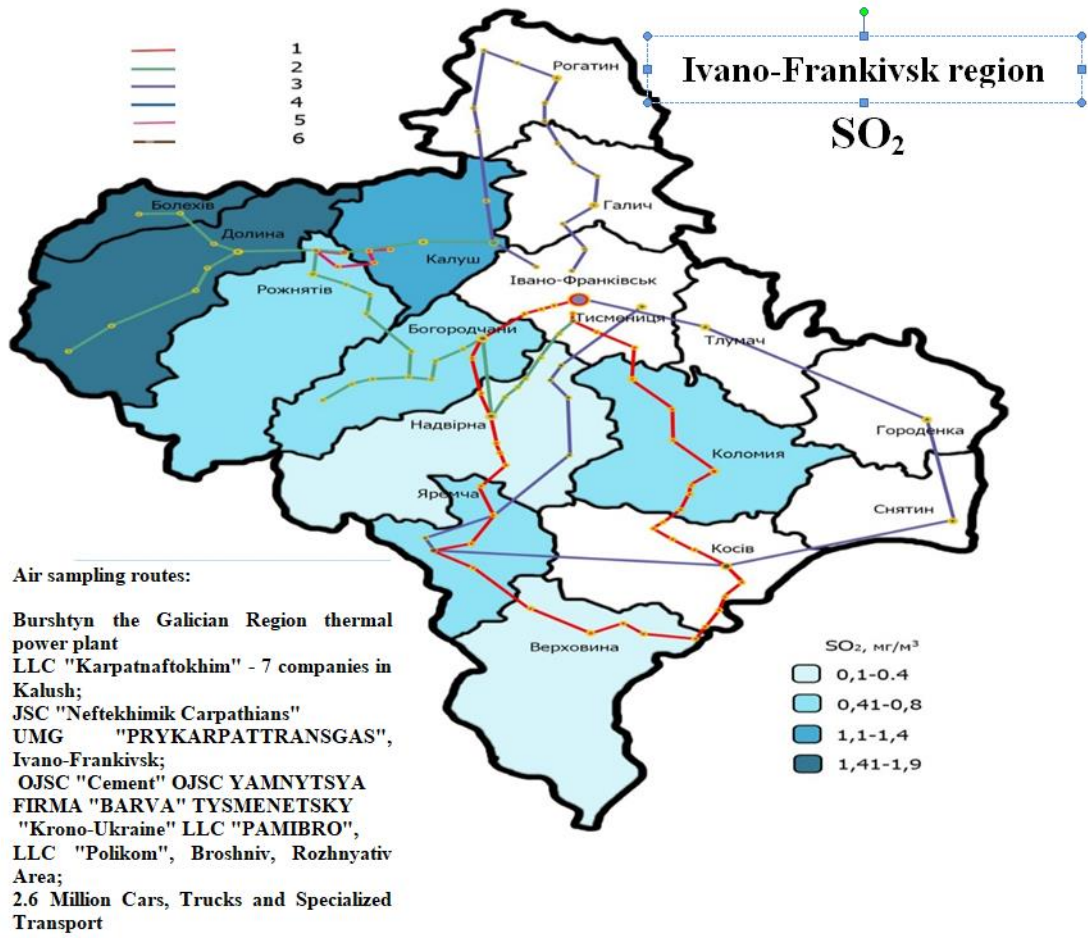 1
2
3
4
5
6
Ivano-Frankivsk region
SO₂
Рогатин
Галич
Болехів
Долина
Калуш
Рожнятів
Івано-Франківськ
Тисмениця
Богородчани
Тлумач
Городенка
Надвірна
Коломия
Яремча
Снятин
Косів
Верховина
Air sampling routes:
Burshtyn the Galician Region thermal
power plant
LLC "Karpatnaftokhim" - 7 companies in
Kalush;
JSC "Neftekhimik Carpathians"
UMG "PRYKARPATTRANSGAS",
Ivano-Frankivsk;
OJSC "Cement" OJSC YAMNYTSYA
FIRMA "BARVA" TYSMENETSKY
"Krono-Ukraine" LLC "PAMIBRO",
LLC "Polikom", Broshniv, Rozhnyativ
Area;
2.6 Million Cars, Trucks and Specialized
Transport
SO₂, мг/м³
0,1-0.4
0,41-0,8
1,1-1,4
1,41-1,9